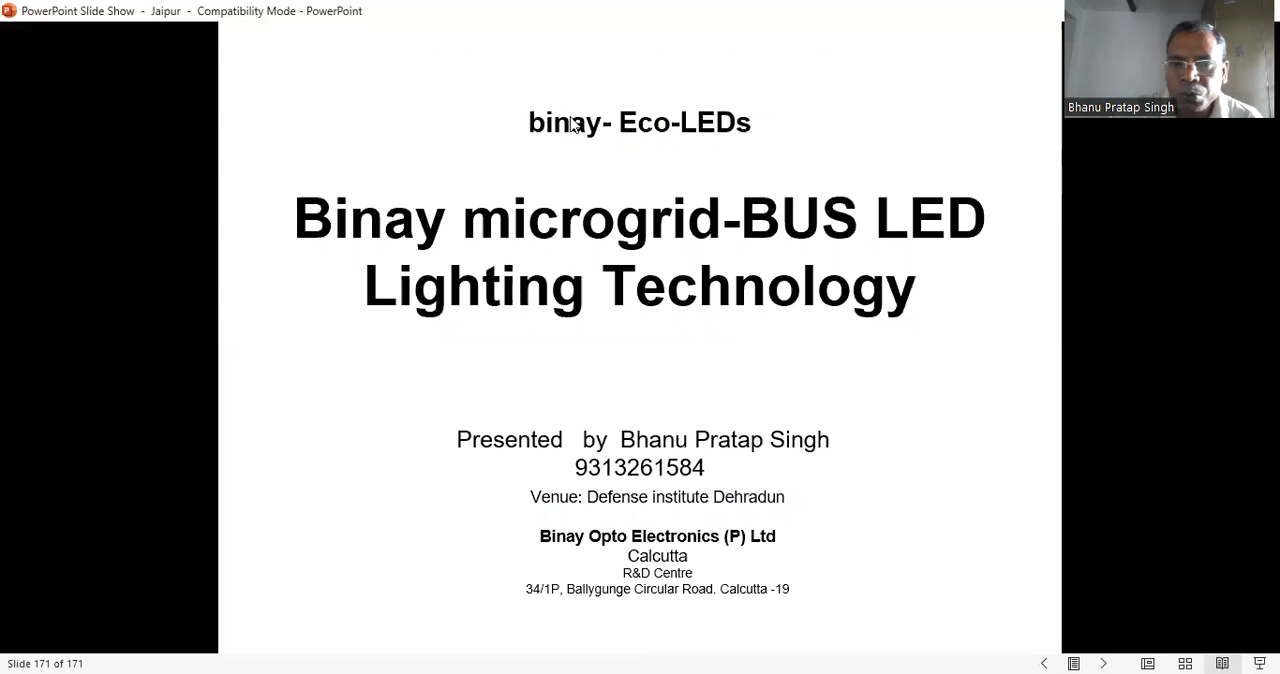 PowerPoint Slide Show - Jaipur - Compatibility Mode - PowerPoint
Bhanu Pratap Singh
binay- Eco-LEDs
Binay microgrid-BUS LED
Lighting Technology
Presented by Bhanu Pratap Singh
9313261584
Venue: Defense institute Dehradun
Binay Opto Electronics (P) Ltd
Calcutta
R&D Centre
34/1P, Ballygunge Circular Road. Calcutta -19
Slide 171 of 171